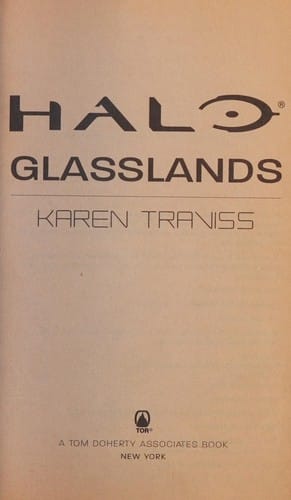 HALO®
GLASSLANDS
KAREN TRAVISS
TOR®
A TOM DOHERTY ASSOCIATES BOOK
NEW YORK